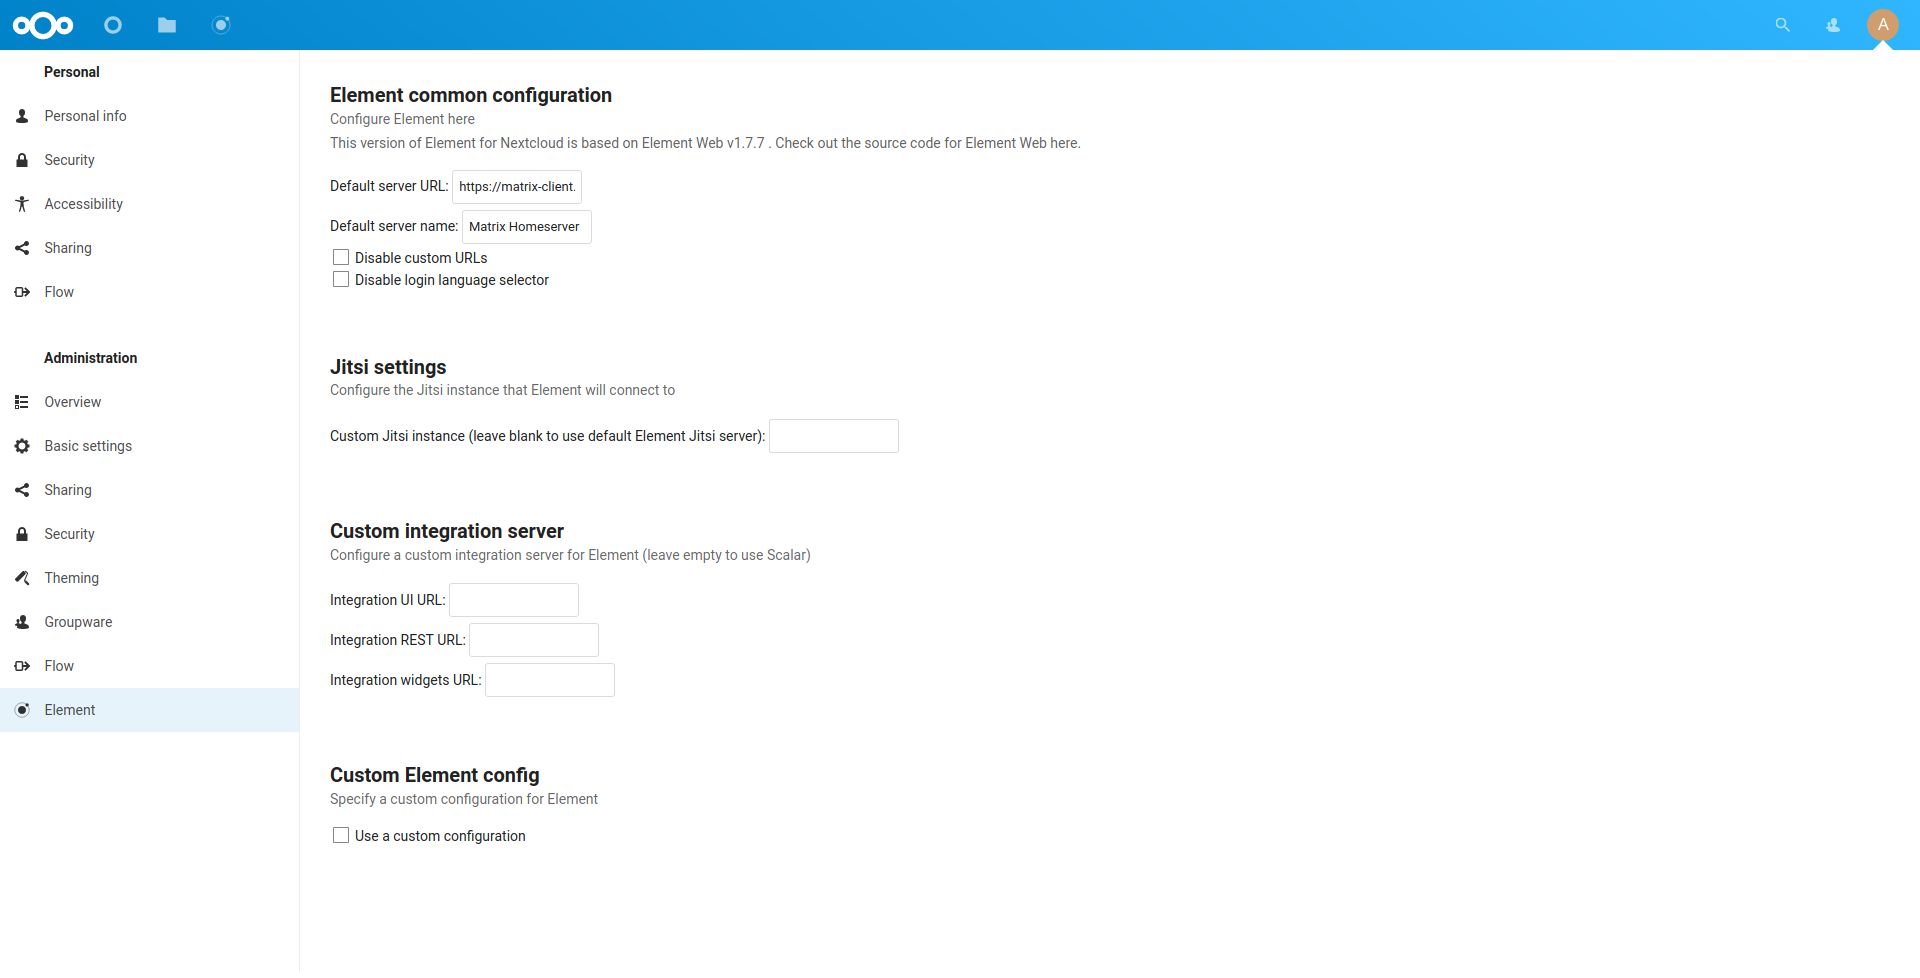 A
Personal
Personal info
Security
Accessibility
Sharing
Flow
Administration
Overview
Basic settings
Sharing
Security
Theming
Groupware
Flow
Element
Element common configuration
Configure Element here
This version of Element for Nextcloud is based on Element Web v1.7.7 . Check out the source code for Element Web here.
Default server URL: https://matrix-client.
Default server name: Matrix Homeserver
Disable custom URLs
Disable login language selector
Jitsi settings
Configure the Jitsi instance that Element will connect to
Custom Jitsi instance (leave blank to use default Element Jitsi server):
Custom integration server
Configure a custom integration server for Element (leave empty to use Scalar)
Integration UI URL:
Integration REST URL:
Integration widgets URL:
Custom Element config
Specify a custom configuration for Element
Use a custom configuration